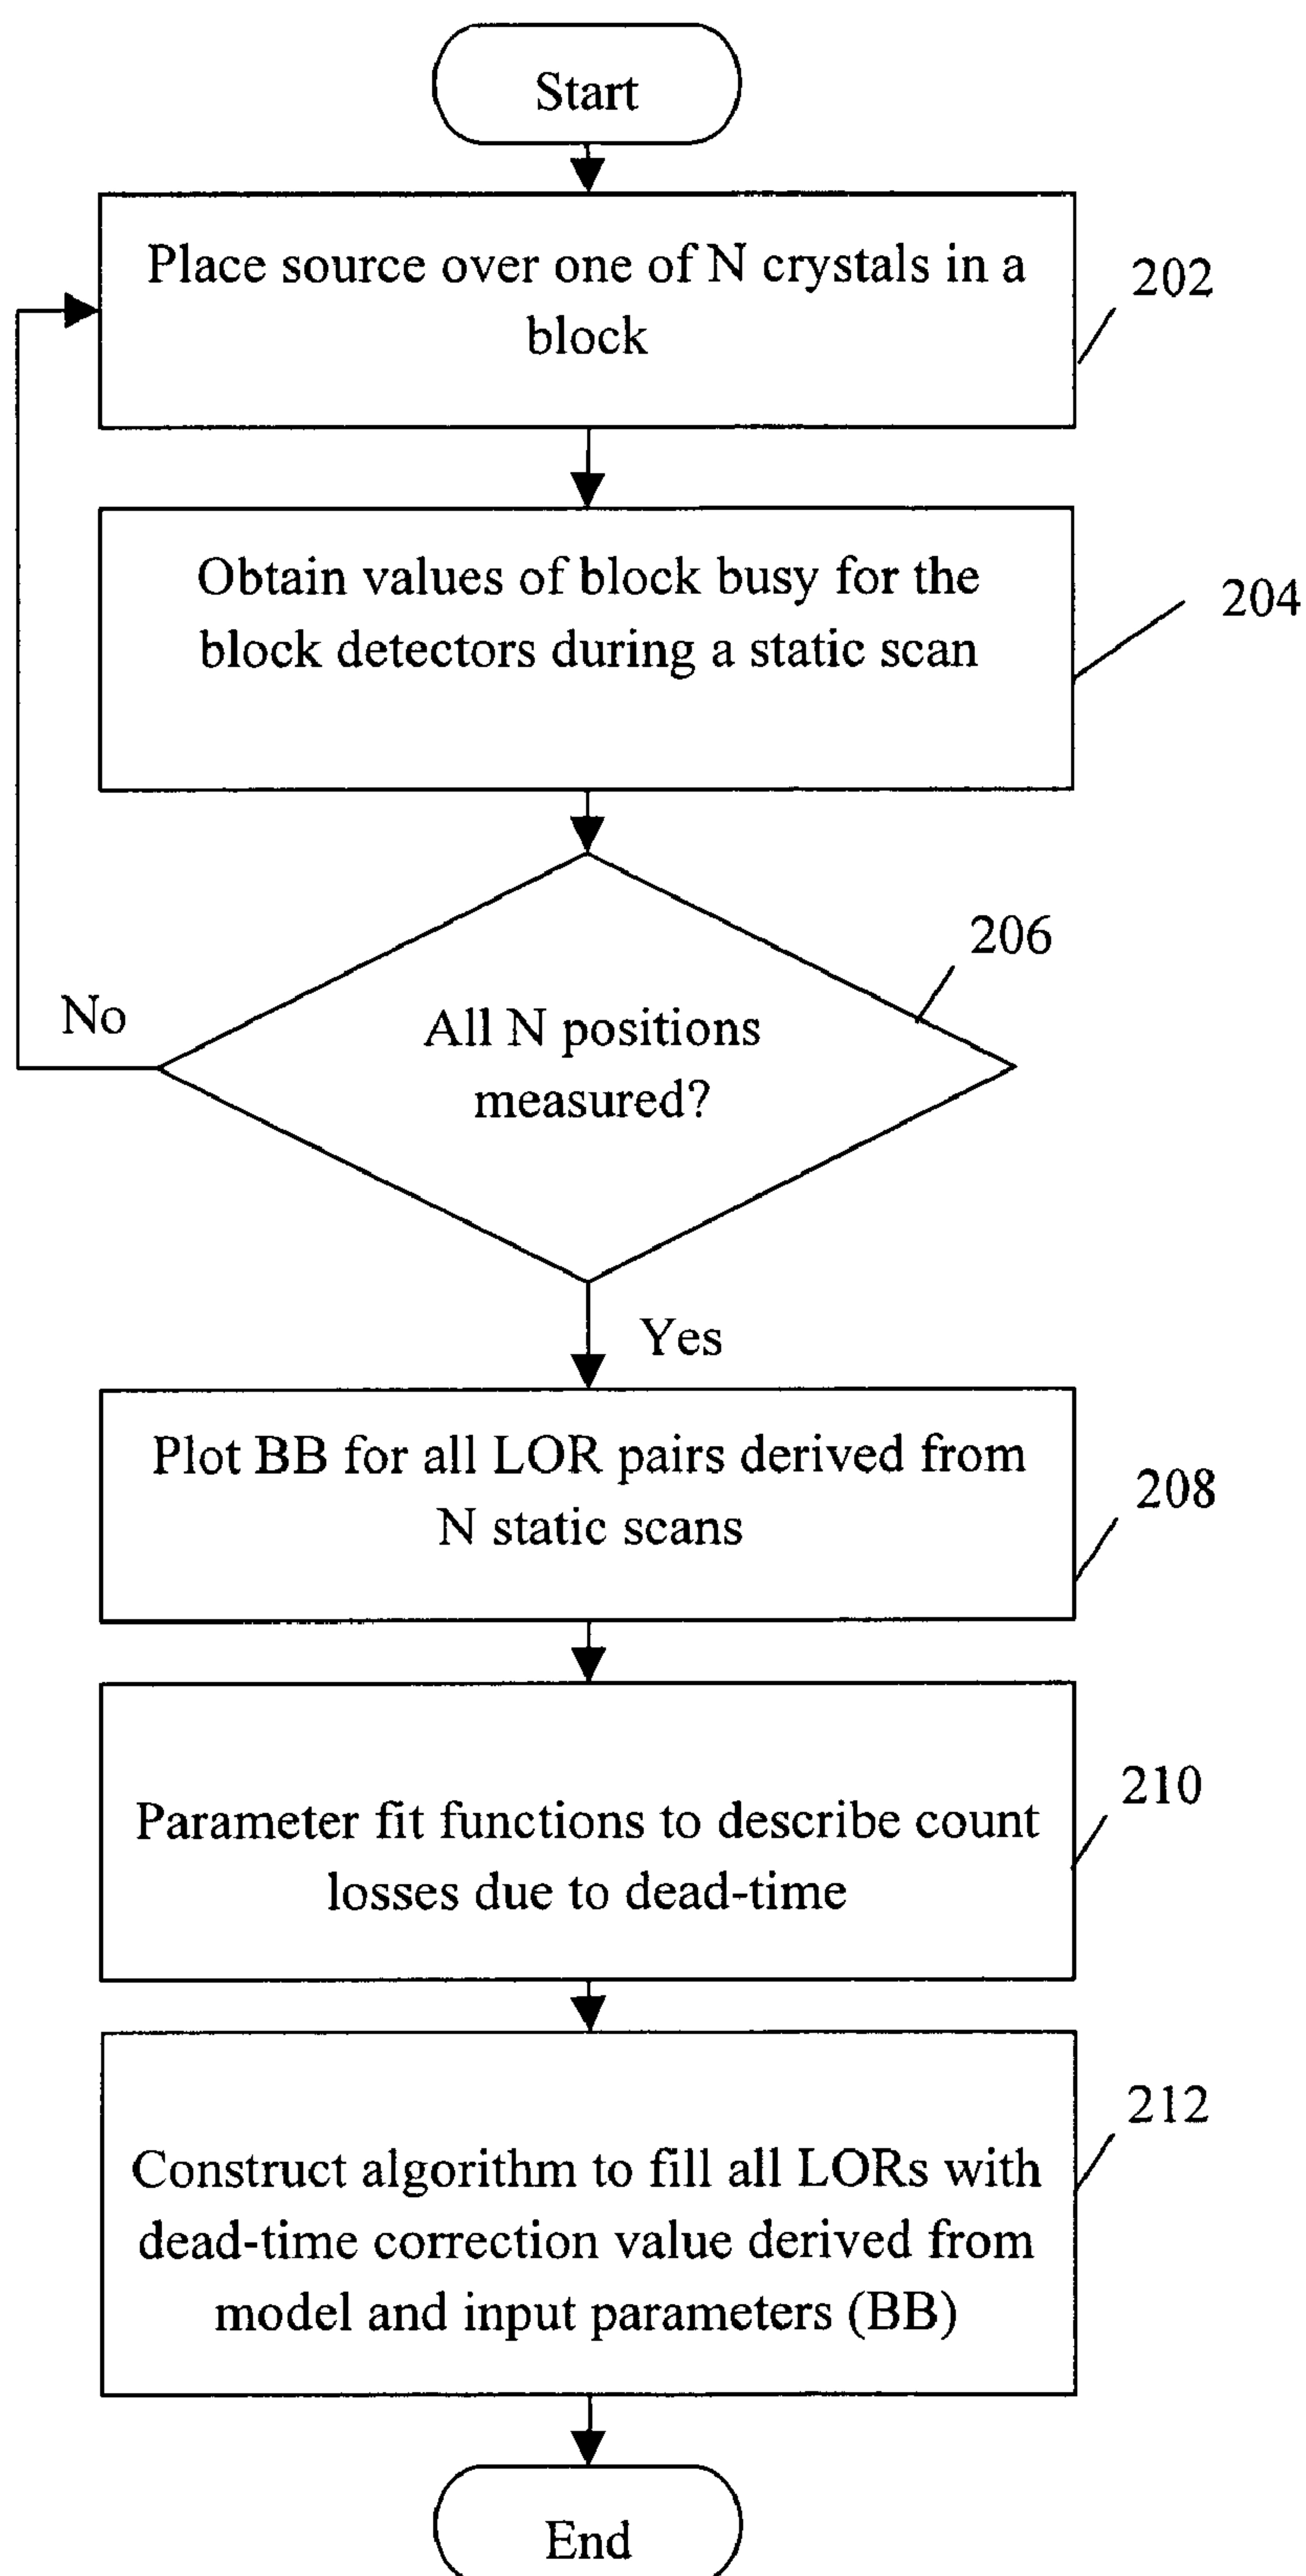 Start
Place source over one of N crystals in a
block
202
Obtain values of block busy for the
block detectors during a static scan
204
206
No
All N positions
measured?
Yes
Plot BB for all LOR pairs derived from
N static scans
208
Parameter fit functions to describe count
losses due to dead-time
210
212
Construct algorithm to fill all LORs with
dead-time correction value derived from
model and input parameters (BB)
End